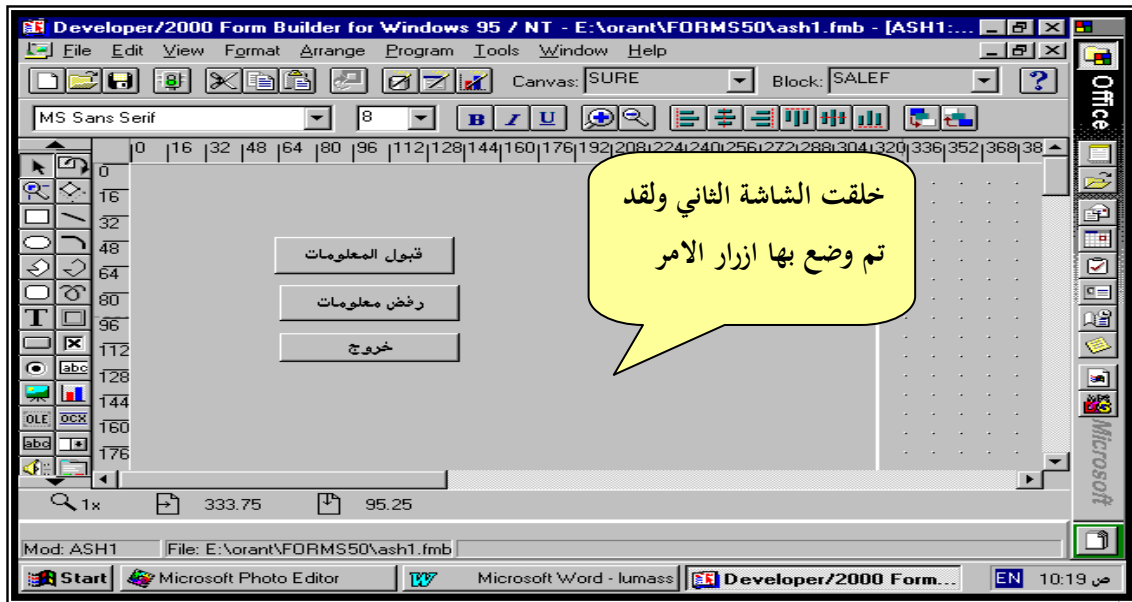 Developer/2000 Form Builder for Windows 95 / NT - E:\orant\FORMS50\ash1.fmb - [ASH1:...
File Edit View Format Arrange Program Tools Window Help
Canvas: SURE Block: SALEF
MS Sans Serif 8 B I U
0 16 32 48 64 80 96 112 128 144 160 176 192 208 224 240 256 272 288 304 320 336 352 368 38
0
16
32
48
64
80
96
112
128
144
160
176
خلقت الشاشة الثاني ولقد
تم وضع بها ازرار الامر
قبول المعلومات
رفض معلومات
خروج
T
abc
OLE OCX
abc
1x 333.75 95.25
Mod: ASH1 File: E:\orant\FORMS50\ash1.fmb
Start Microsoft Photo Editor Microsoft Word - lumass Developer/2000 Form... EN 10:19 ص
Office
Microsoft